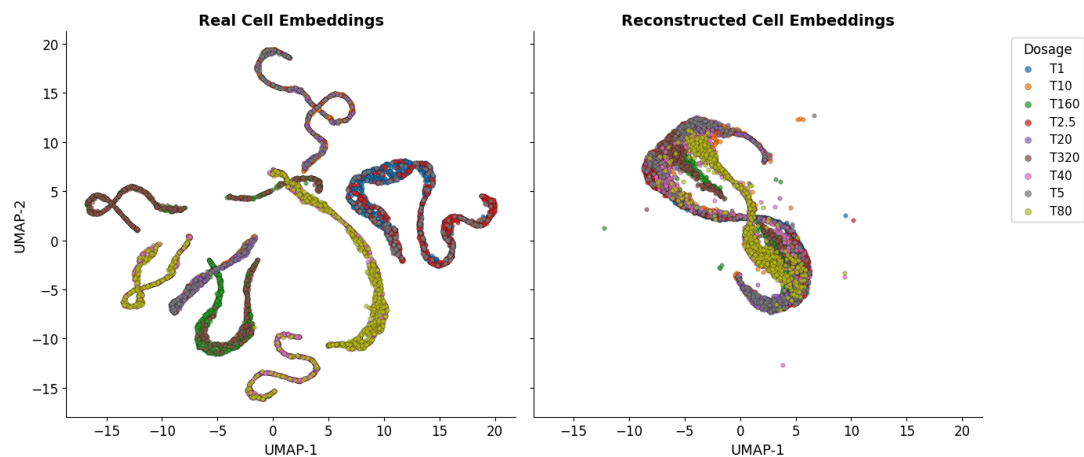 Real Cell Embeddings
Reconstructed Cell Embeddings
20
15
10
5
0
−5
−10
−15
UMAP-2
−15 −10 −5 0 5 10 15 20
UMAP-1
−15 −10 −5 0 5 10 15 20
UMAP-1
Dosage
T1
T10
T160
T2.5
T20
T320
T40
T5
T80